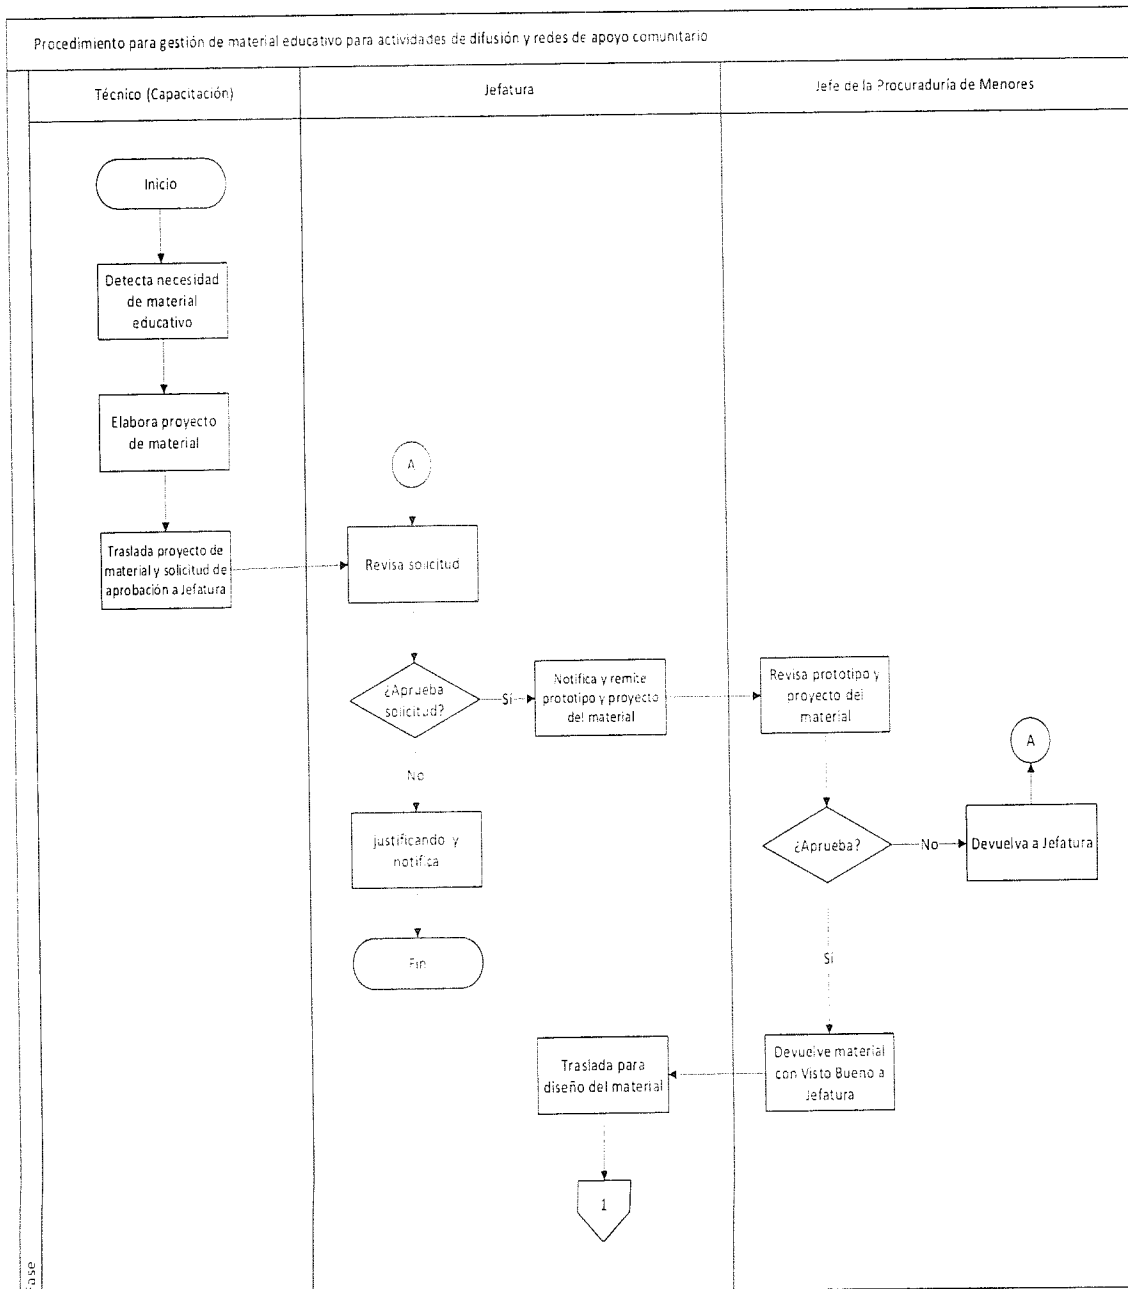 Procedimiento para gestión de material educativo para actividades de difusión y redes de apoyo comunitario
Técnico (Capacitación)
Jefatura
Jefe de la Procuraduría de Menores
Inicio
Detecta necesidad
de material
educativo
Elabora proyecto
de material
Traslada proyecto de
material y solicitud de
aprobación a Jefatura
A
Revisa solicitud
¿Aprueba
solicitud?
Sí
Notifica y remite
prototipo y proyecto
del material
Revisa prototipo y
proyecto del
material
A
No
justificando y
notifica
¿Aprueba?
No
Devuelva a Jefatura
Fin
Sí
Traslada para
diseño del material
Devuelve material
con Visto Bueno a
Jefatura
1
Fase